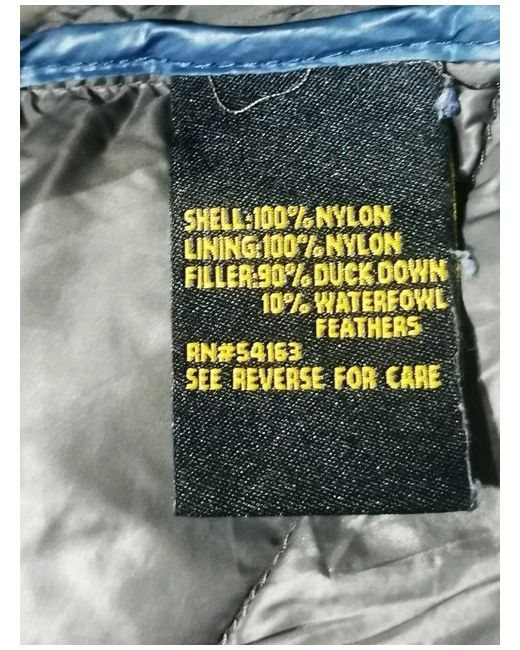 SHELL:100% NYLON
LINING:100% NYLON
FILLER:90% DUCK DOWN
10% WATERFOWL
FEATHERS
RN#54163
SEE REVERSE FOR CARE